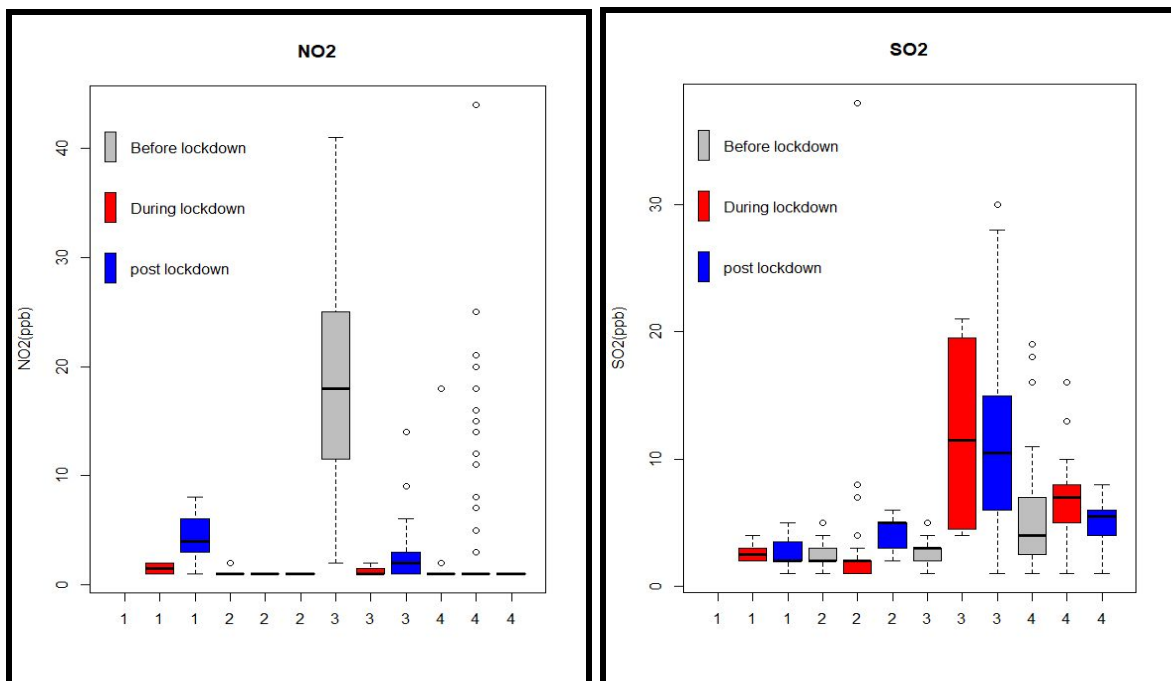 NO2
Before lockdown
During lockdown
post lockdown
NO2(ppb)
0 10 20 30 40
1 1 1 2 2 2 3 3 3 4 4 4
SO2
Before lockdown
During lockdown
post lockdown
SO2(ppb)
0 10 20 30
1 1 1 2 2 2 3 3 3 4 4 4